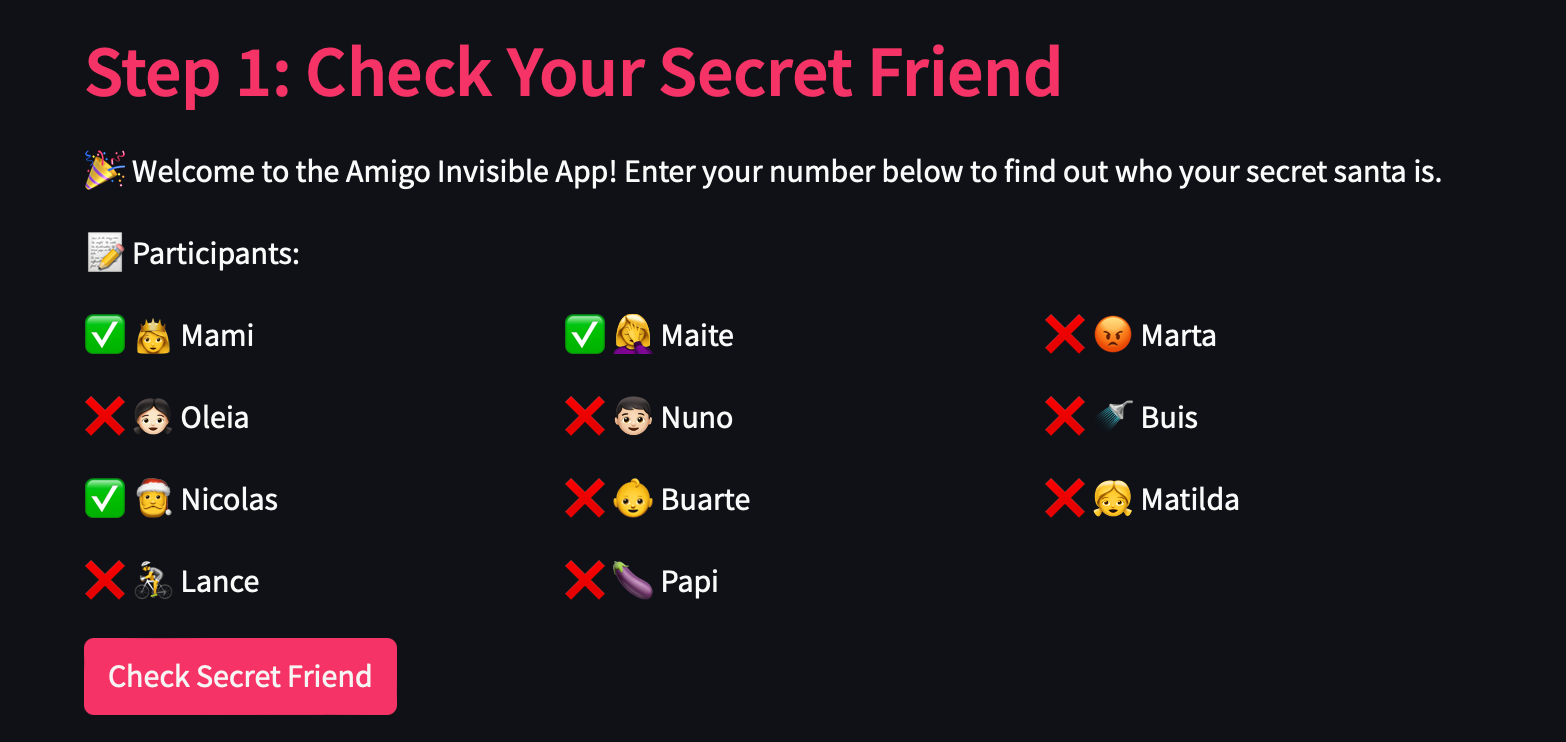 Step 1: Check Your Secret Friend
🎉 Welcome to the Amigo Invisible App! Enter your number below to find out who your secret santa is.
📝 Participants:
✅ 👸 Mami ✅ 🤦‍♀️ Maite ❌ 😡 Marta
❌ 👧🏻 Oleia ❌ 👦🏻 Nuno ❌ 🚿 Buis
✅ 🎅 Nicolas ❌ 👶 Buarte ❌ 👧 Matilda
❌ 🚴 Lance ❌ 🍆 Papi
Check Secret Friend